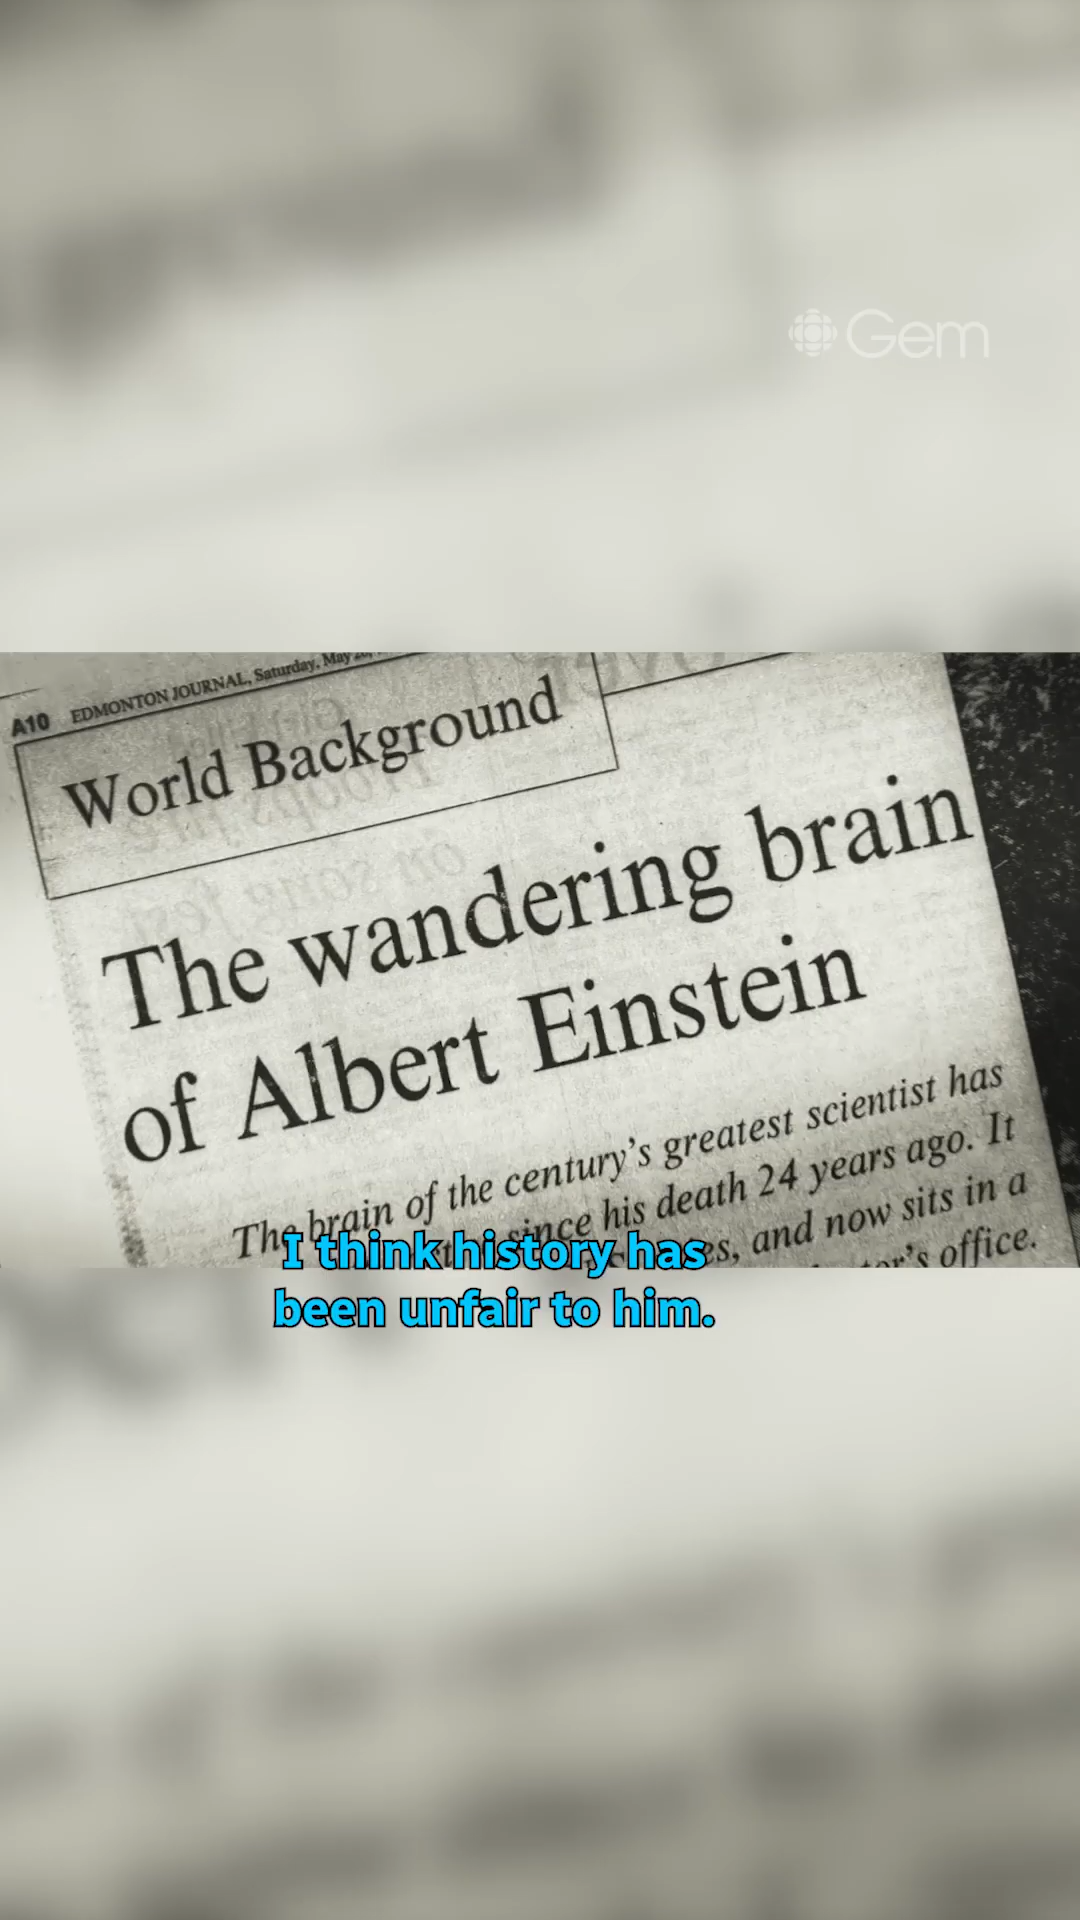 Gem
A10 EDMONTON JOURNAL, Saturday, May
World Background
The wandering brain
of Albert Einstein
The brain of the century's greatest scientist has
since his death 24 years ago. It
and now sits in a
office.
I think history has
been unfair to him.